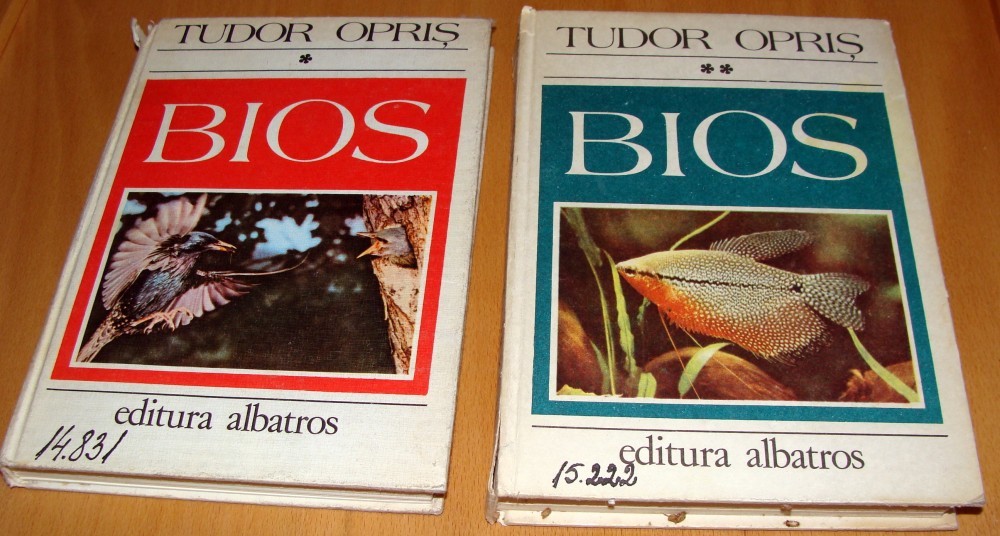 TUDOR OPRIȘ
*
BIOS
editura albatros
14.831
TUDOR OPRIȘ
**
BIOS
editura albatros
15.222